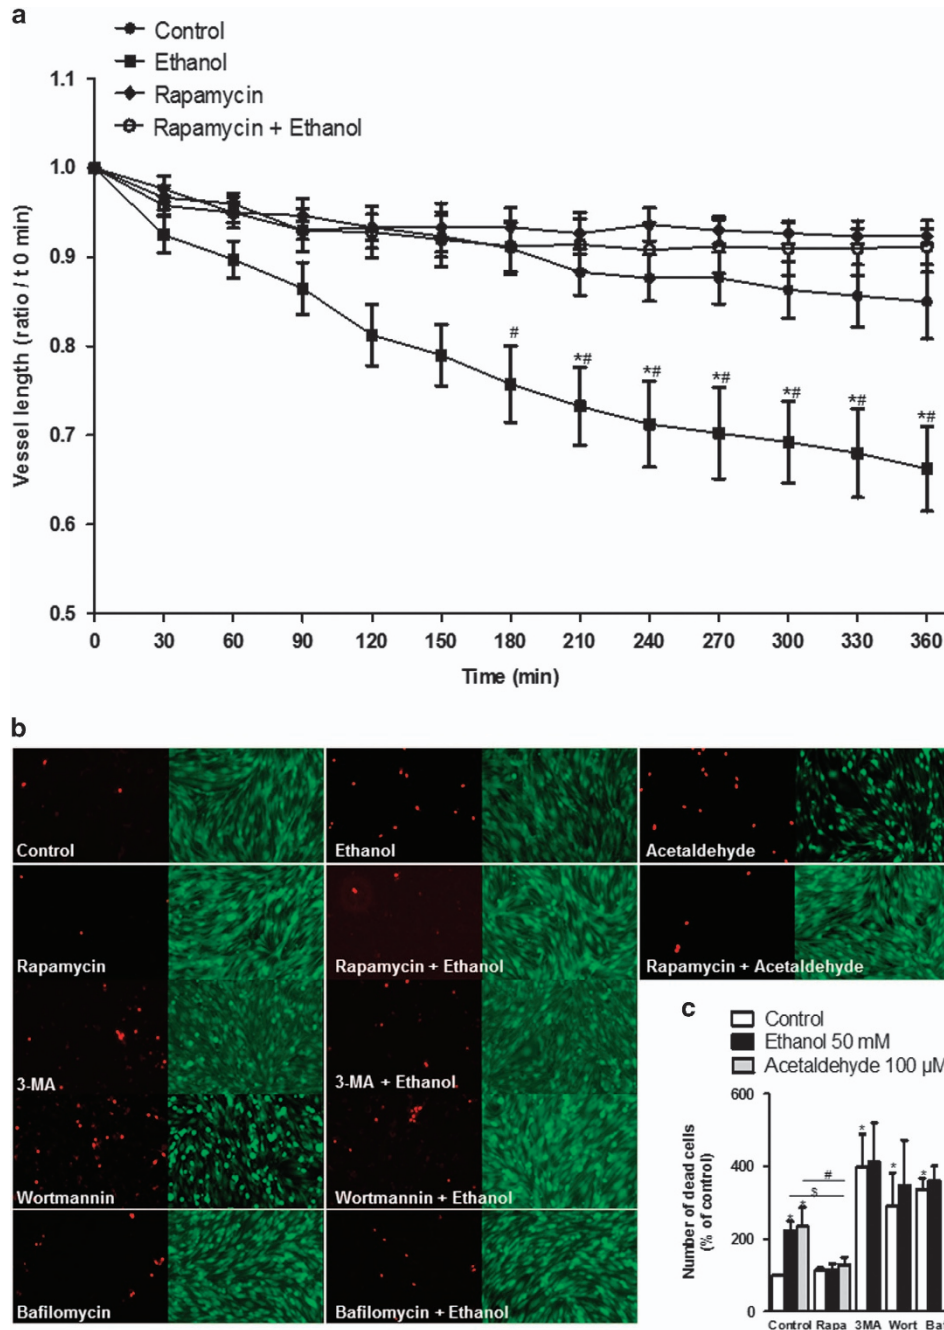 a
Control
Ethanol
Rapamycin
Rapamycin + Ethanol
Vessel length (ratio / t 0 min)
1.1
1.0
0.9
0.8
0.7
0.6
0.5
#
*#
*#
*#
*#
*#
*#
0 30 60 90 120 150 180 210 240 270 300 330 360
Time (min)
b
Control
Ethanol
Acetaldehyde
Rapamycin
Rapamycin + Ethanol
Rapamycin + Acetaldehyde
3-MA
3-MA + Ethanol
Wortmannin
Wortmannin + Ethanol
Bafilomycin
Bafilomycin + Ethanol
c
Control
Ethanol 50 mM
Acetaldehyde 100 µM
Number of dead cells
(% of control)
600
400
200
0
#
$
* * * * *
Control Rapa 3MA Wort Baf